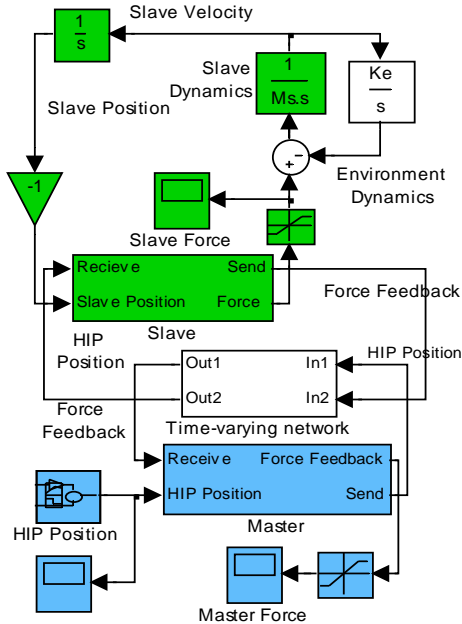 Slave Velocity
1
s
Slave
Dynamics
1
Ms.s
Ke
s
Slave Position
-1
+
−
Environment
Dynamics
Slave Force
Recieve
Send
Slave Position
Force
Force Feedback
HIP
Position
Slave
HIP Position
Out1
In1
Out2
In2
Force
Feedback
Time-varying network
Receive
Force Feedback
HIP Position
Send
HIP Position
Master
Master Force